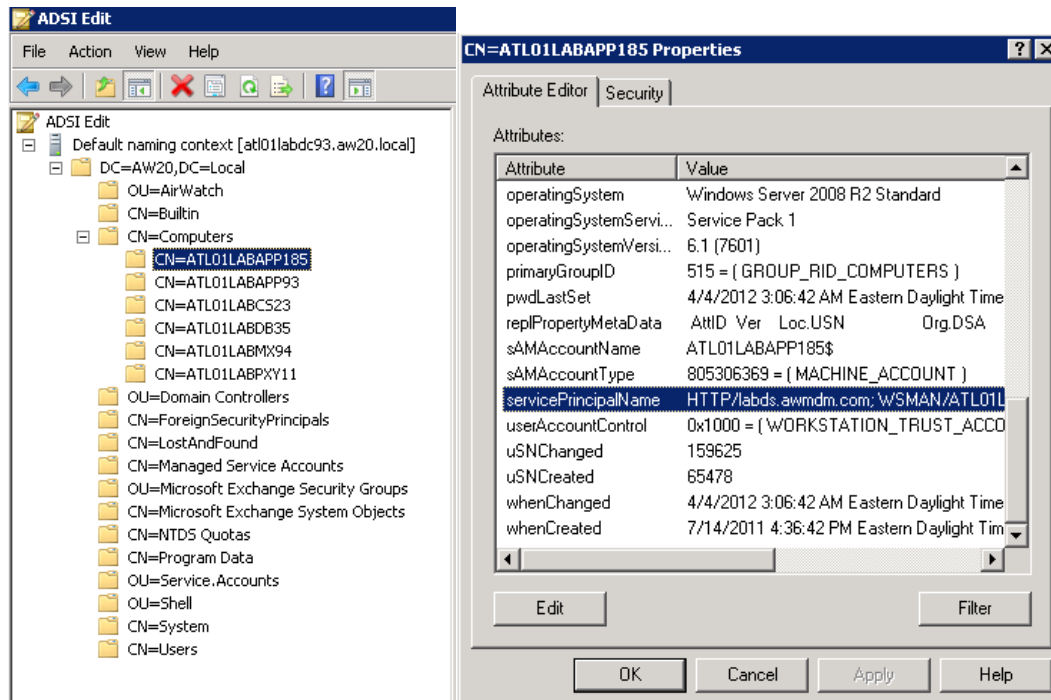 ADSI Edit
File Action View Help
ADSI Edit
Default naming context [atl01labdc93.aw20.local]
DC=AW20,DC=Local
OU=AirWatch
CN=Builtin
CN=Computers
CN=ATL01LABAPP185
CN=ATL01LABAPP93
CN=ATL01LABCS23
CN=ATL01LABDB35
CN=ATL01LABMX94
CN=ATL01LABPXY11
OU=Domain Controllers
CN=ForeignSecurityPrincipals
CN=LostAndFound
CN=Managed Service Accounts
OU=Microsoft Exchange Security Groups
CN=Microsoft Exchange System Objects
CN=NTDS Quotas
CN=Program Data
OU=Service.Accounts
OU=Shell
CN=System
CN=Users
CN=ATL01LABAPP185 Properties
Attribute Editor Security
Attributes:
Attribute Value
operatingSystem Windows Server 2008 R2 Standard
operatingSystemServi... Service Pack 1
operatingSystemVersi... 6.1 (7601)
primaryGroupID 515 = ( GROUP_RID_COMPUTERS )
pwdLastSet 4/4/2012 3:06:42 AM Eastern Daylight Time
replPropertyMetaData AttID Ver Loc.USN Org.DSA
sAMAccountName ATL01LABAPP185$
sAMAccountType 805306369 = ( MACHINE_ACCOUNT )
servicePrincipalName HTTP/labds.awmdm.com; WSMAN/ATL01L
userAccountControl 0x1000 = ( WORKSTATION_TRUST_ACCO
uSNChanged 159625
uSNCreated 65478
whenChanged 4/4/2012 3:06:42 AM Eastern Daylight Time
whenCreated 7/14/2011 4:36:42 PM Eastern Daylight Tim
Edit Filter
OK Cancel Apply Help